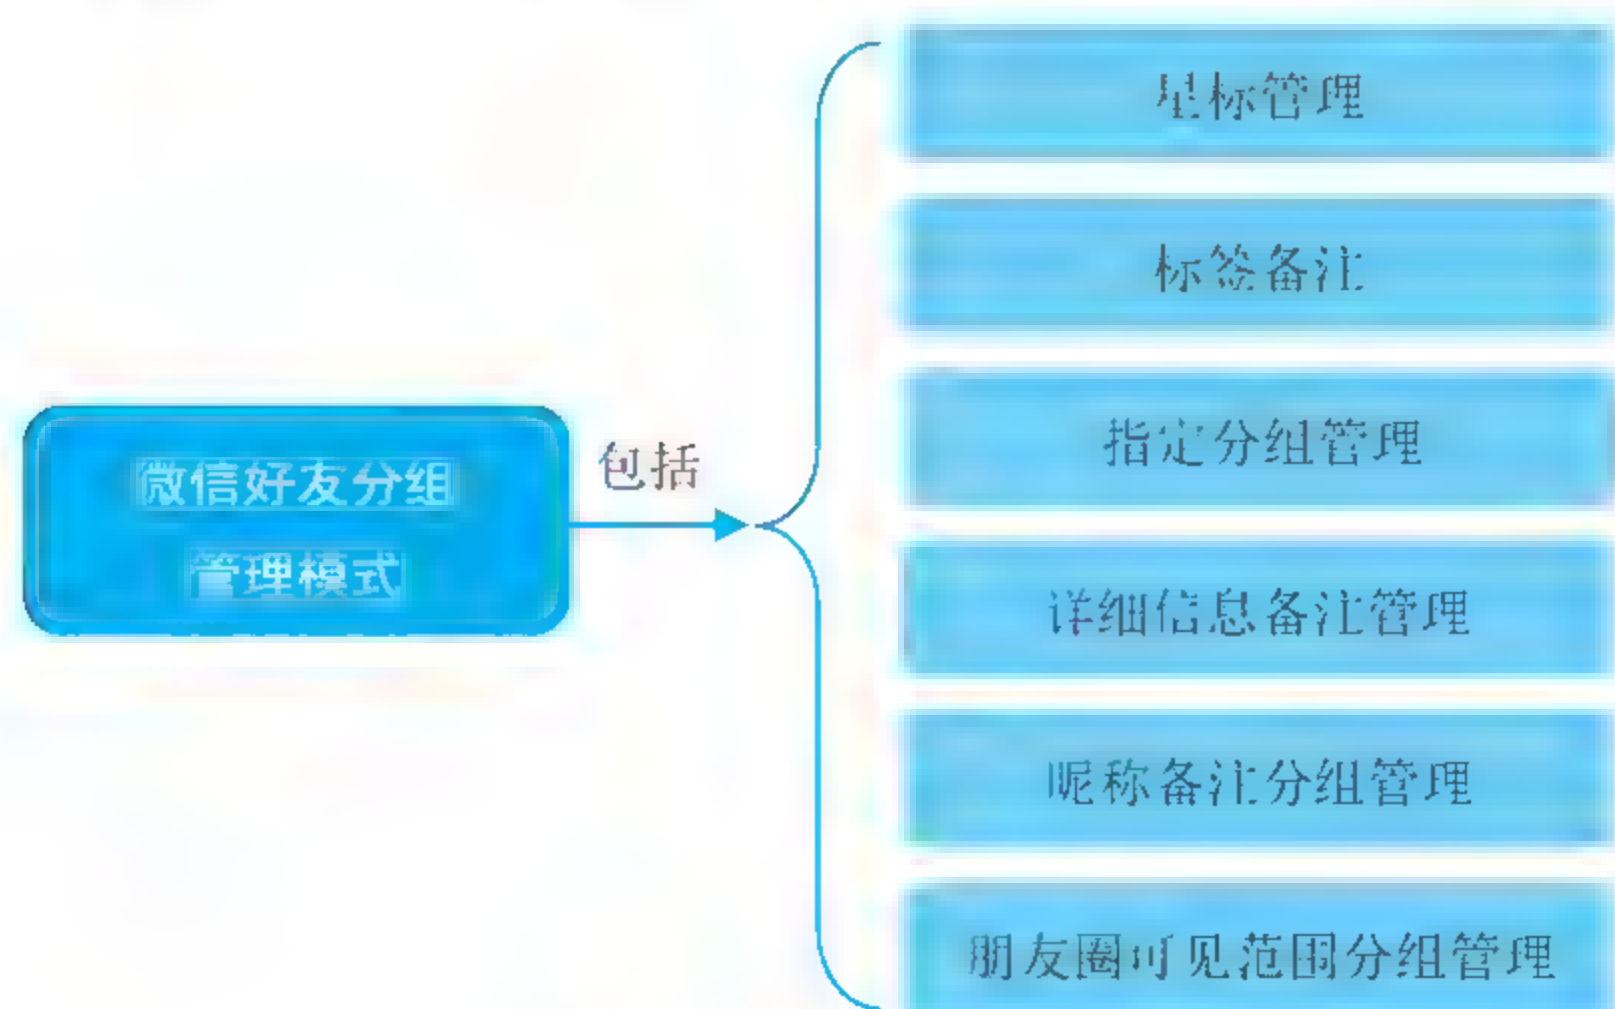 微信好友分组
管理模式
包括
星标管理
标签备注
指定分组管理
详细信息备注管理
昵称备注分组管理
朋友圈可见范围分组管理